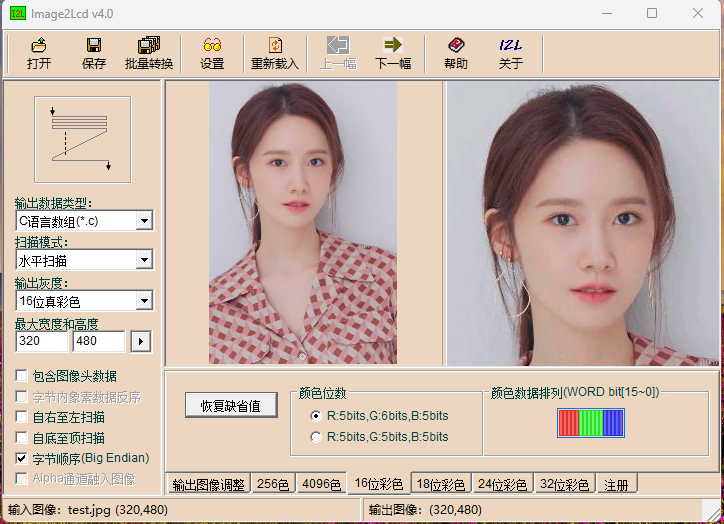 I2L Image2Lcd v4.0
打开 保存 批量转换 设置 重新载入 上一幅 下一幅 帮助 I2L 关于
输出数据类型:
C语言数组(*.c)
扫描模式:
水平扫描
输出灰度:
16位真彩色
最大宽度和高度
320 480
包含图像头数据
字节内象素数据反序
自右至左扫描
自底至顶扫描
字节顺序(Big Endian)
Alpha通道融入图像
恢复缺省值
颜色位数
R:5bits,G:6bits,B:5bits
R:5bits,G:5bits,B:5bits
颜色数据排列(WORD bit[15~0])
输出图像调整 256色 4096色 16位彩色 18位彩色 24位彩色 32位彩色 注册
输入图像: test.jpg (320,480) 输出图像: (320,480)